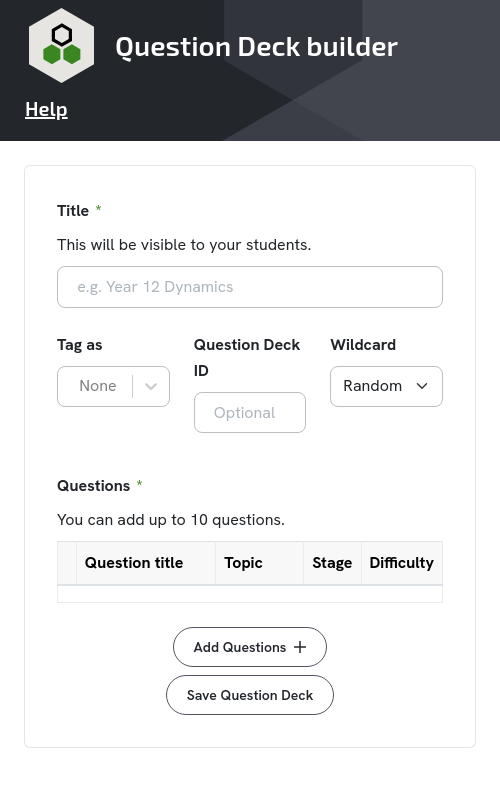 Question Deck builder
Help
Title *
This will be visible to your students.
e.g. Year 12 Dynamics
Tag as
None
Question Deck
ID
Optional
Wildcard
Random
Questions *
You can add up to 10 questions.
Question title Topic Stage Difficulty
Add Questions
Save Question Deck